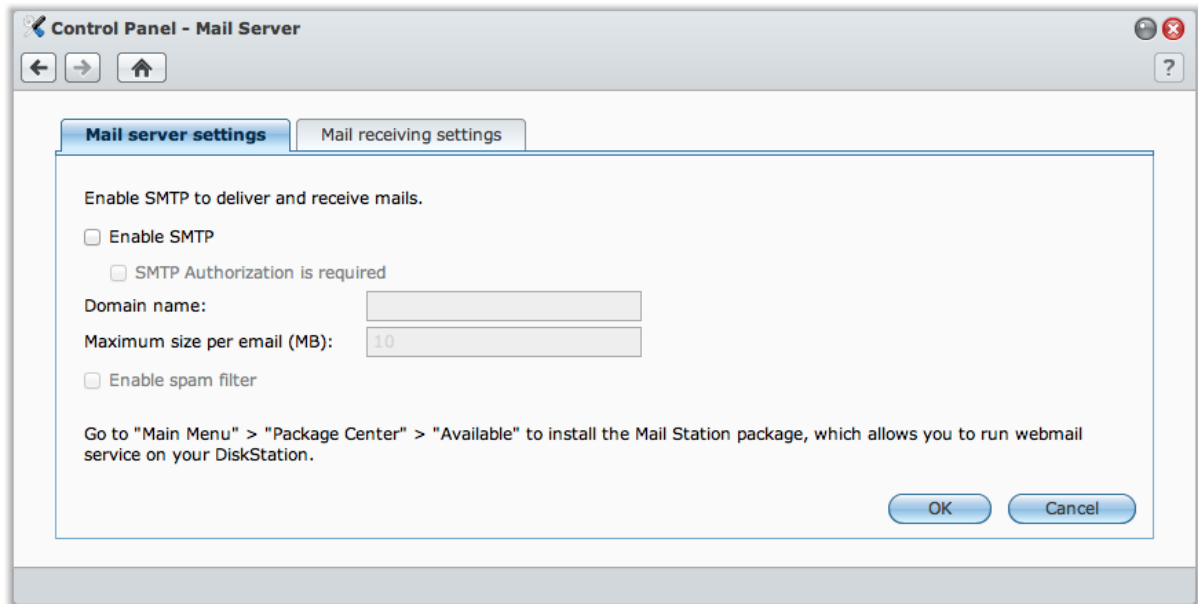 Control Panel - Mail Server
?
Mail server settings
Mail receiving settings
Enable SMTP to deliver and receive mails.
Enable SMTP
SMTP Authorization is required
Domain name:
Maximum size per email (MB):
10
Enable spam filter
Go to "Main Menu" > "Package Center" > "Available" to install the Mail Station package, which allows you to run webmail
service on your DiskStation.
OK
Cancel